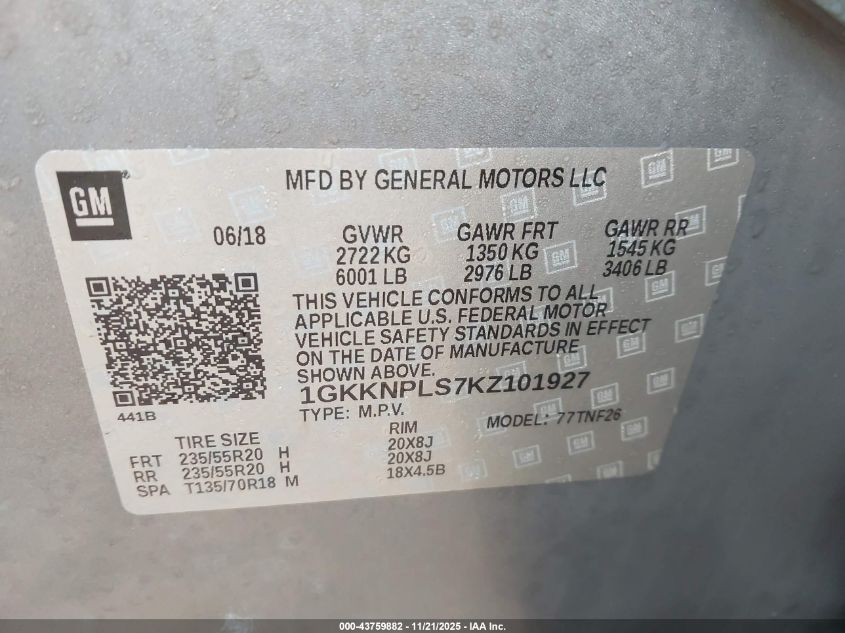 GM
MFD BY GENERAL MOTORS LLC
06/18
GVWR
2722 KG
6001 LB
GAWR FRT
1350 KG
2976 LB
GAWR RR
1545 KG
3406 LB
THIS VEHICLE CONFORMS TO ALL
APPLICABLE U.S. FEDERAL MOTOR
VEHICLE SAFETY STANDARDS IN EFFECT
ON THE DATE OF MANUFACTURE
SHOWN ABOVE.
1GKKNPLS7KZ101927
TYPE: M.P.V. MODEL: 77TNF26
441B
TIRE SIZE RIM
FRT 235/55R20 H 20X8J
RR 235/55R20 H 20X8J
SPA T135/70R18 M 18X4.5B
000-43759882 — 11/21/2025 — IAA Inc.